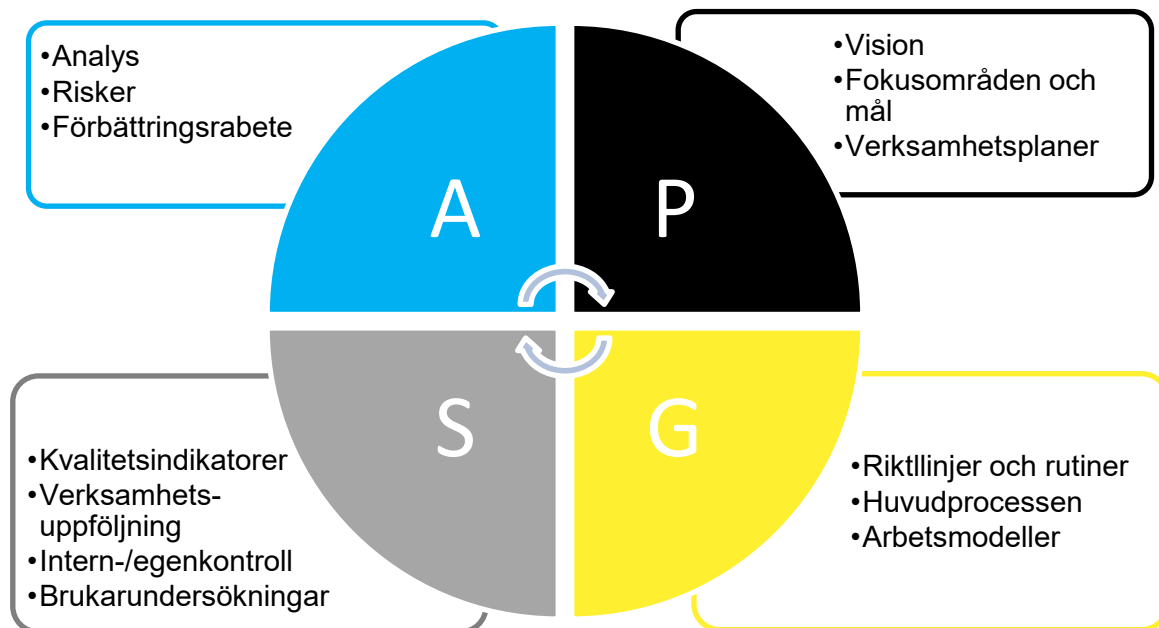 •Analys
•Risker
•Förbättringsrabete
•Vision
•Fokusområden och
mål
•Verksamhetsplaner
A
P
S
G
•Kvalitetsindikatorer
•Verksamhets-
uppföljning
•Intern-/egenkontroll
•Brukarundersökningar
•Riktllinjer och rutiner
•Huvudprocessen
•Arbetsmodeller